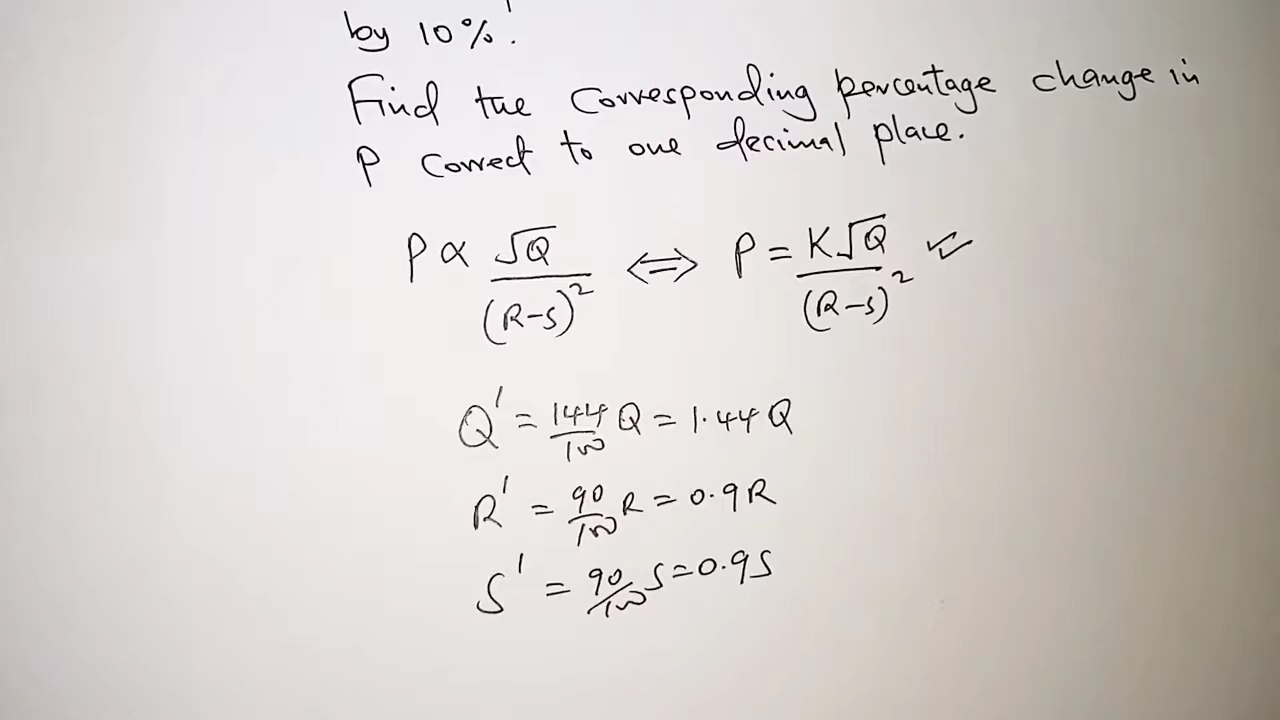 by 10%.
Find the corresponding percentage change in
P correct to one decimal place.
P ∝ √Q / (R-S)² ⟺ P = K√Q / (R-S)² ✓
Q' = 144/100 Q = 1.44 Q
R' = 90/100 R = 0.9R
S' = 90/100 S = 0.9S